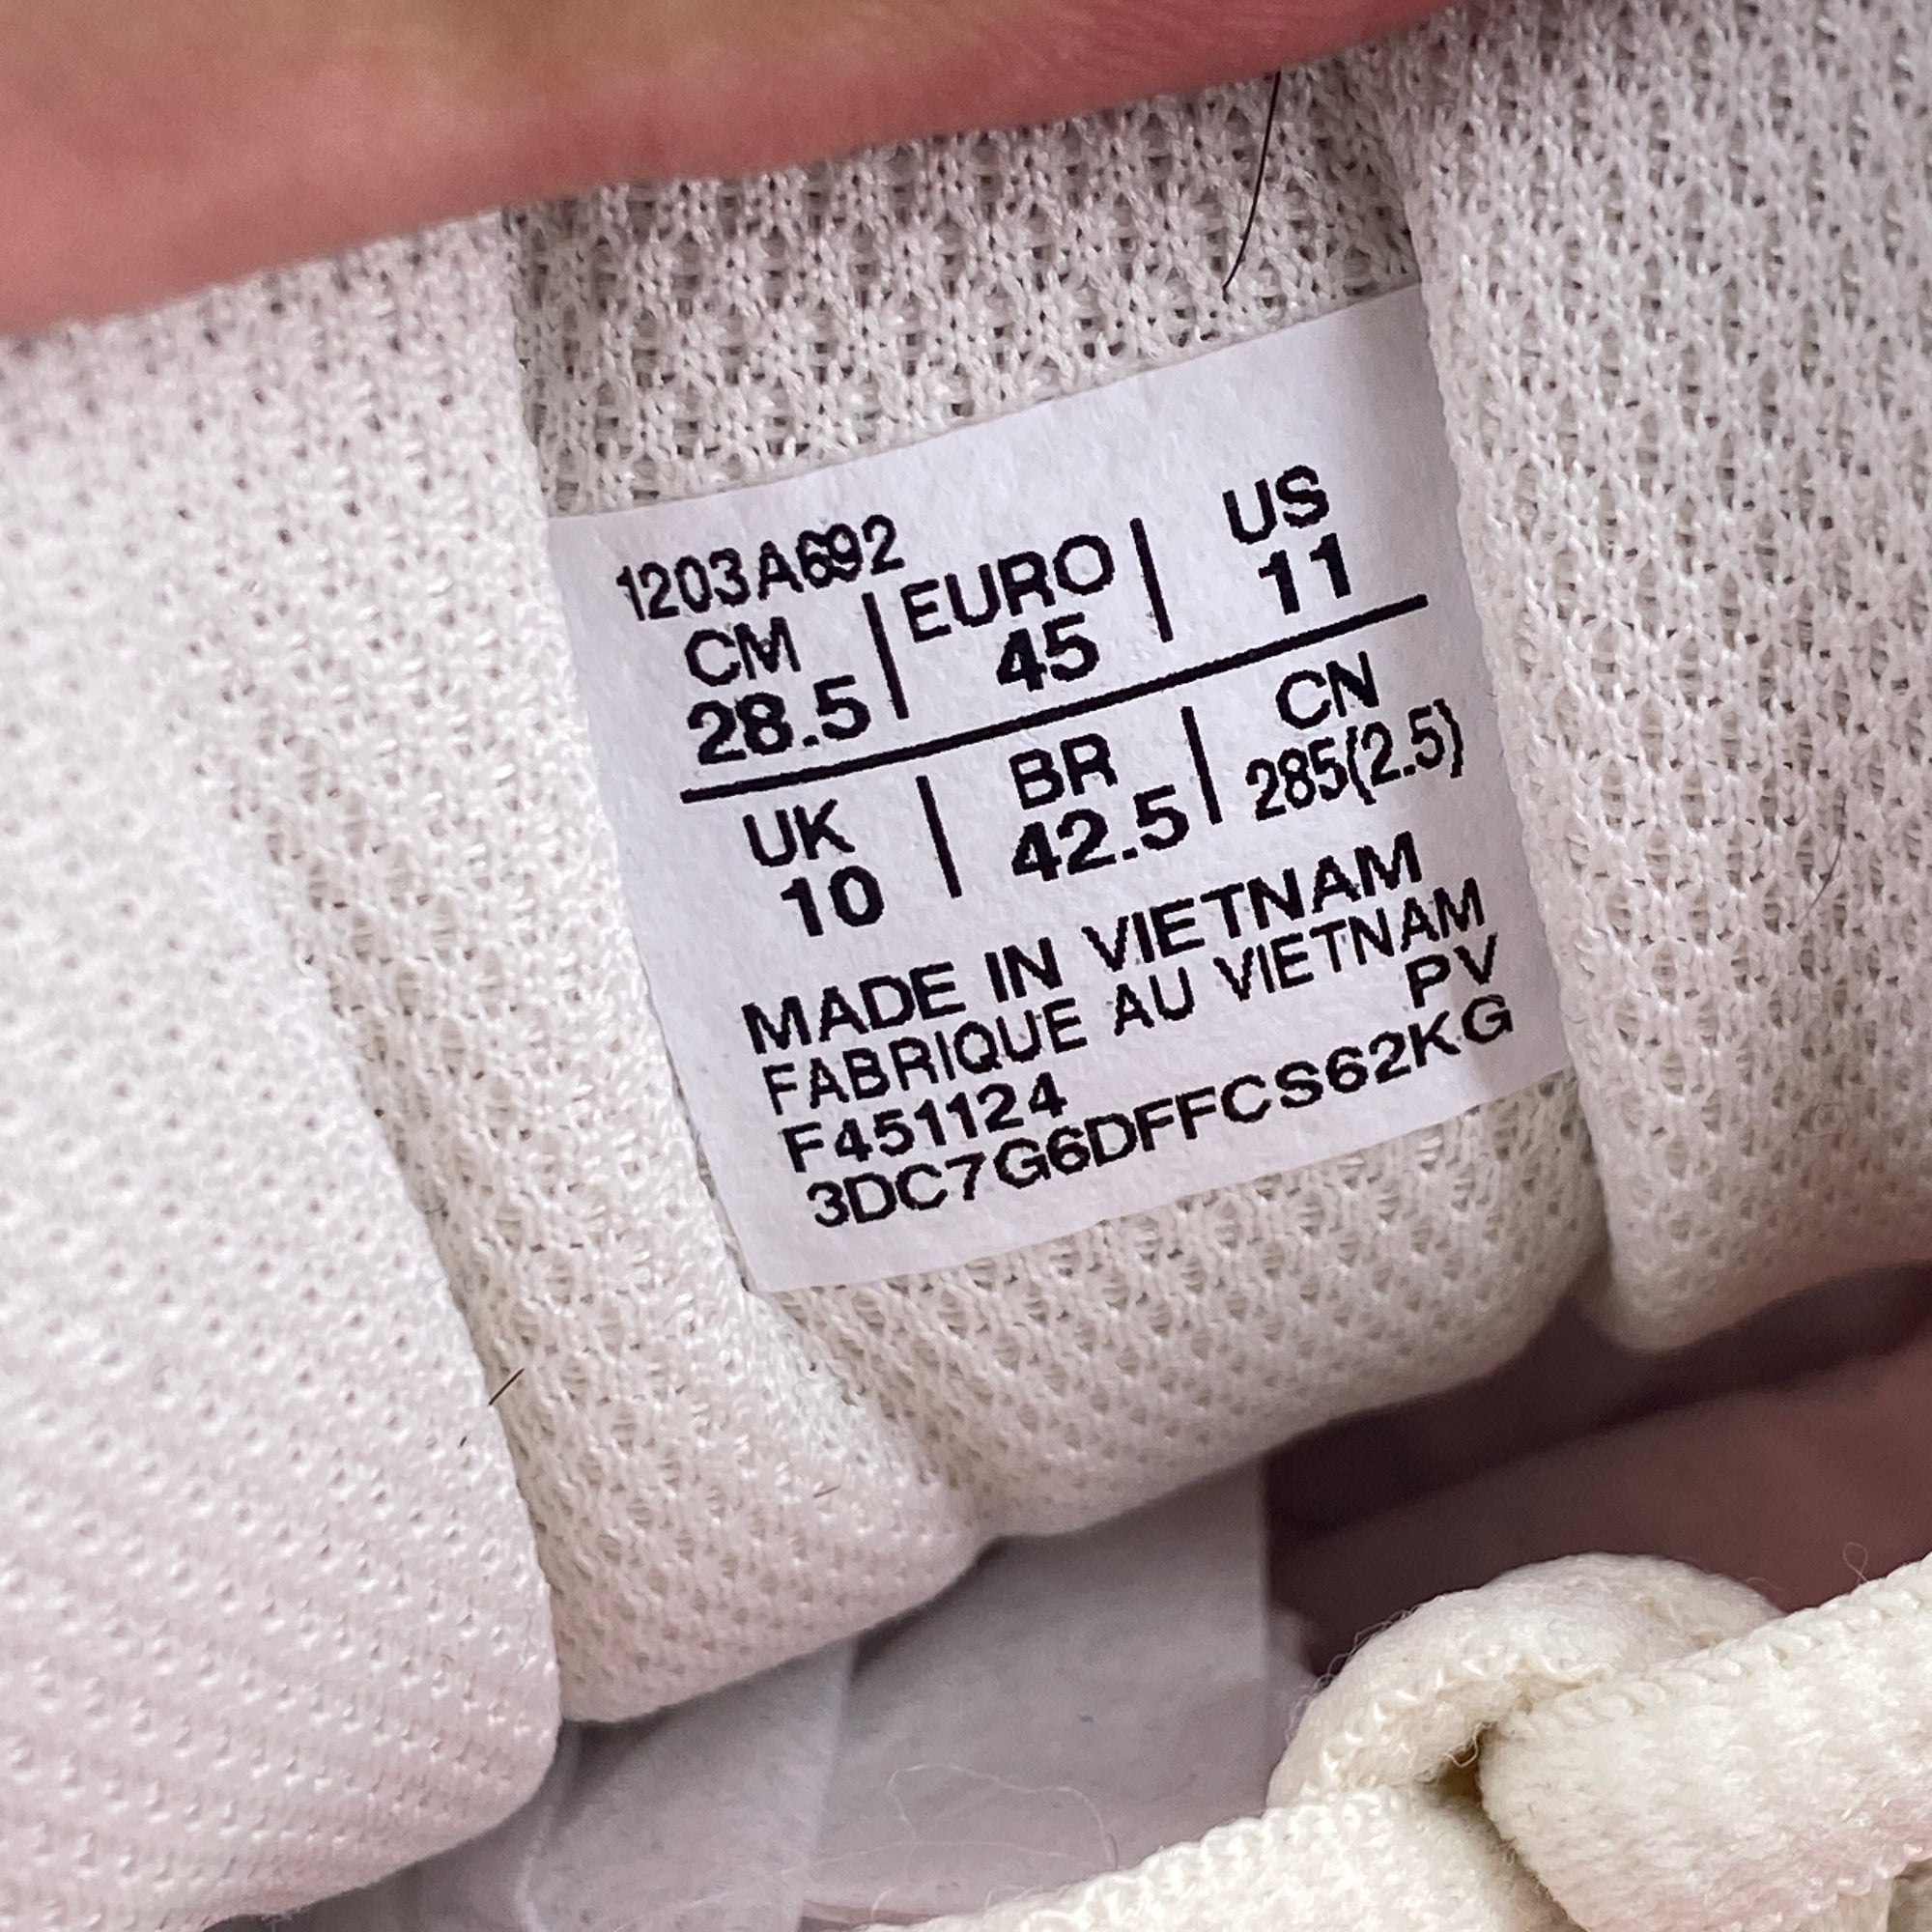 1203A692
CM | EURO | US
28.5 | 45 | 11
UK | BR | CN
10 | 42.5 | 285(2.5)
MADE IN VIETNAM
FABRIQUE AU VIETNAM
PV
F451124
3DC7G6DFFCS62KG